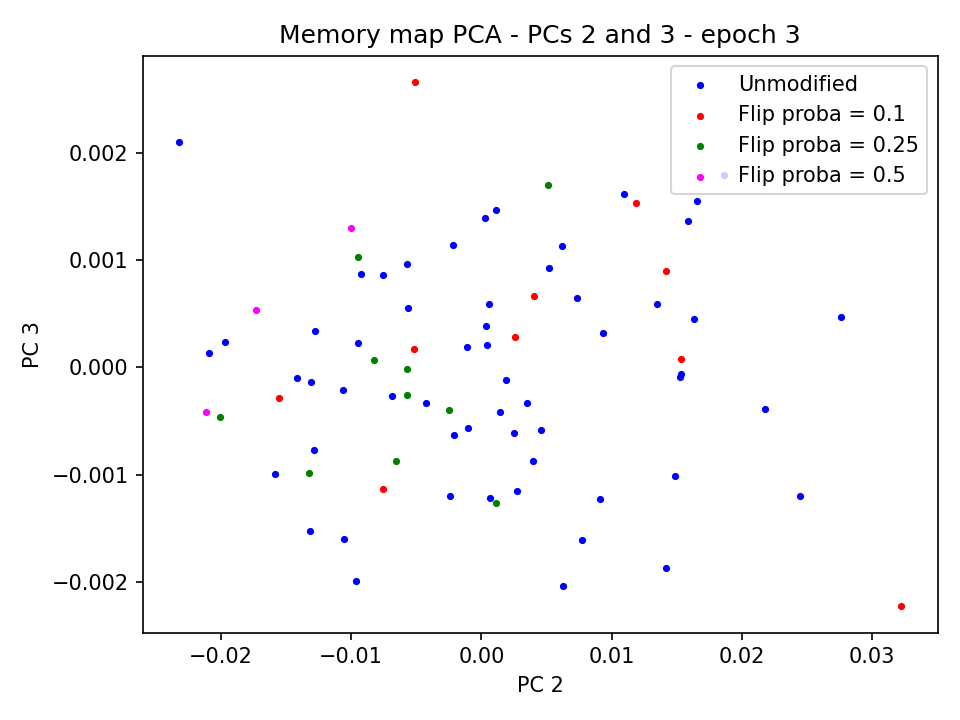 Memory map PCA - PCs 2 and 3 - epoch 3
Unmodified
Flip proba = 0.1
Flip proba = 0.25
Flip proba = 0.5
0.002
0.001
0.000
−0.001
−0.002
PC 3
−0.02 −0.01 0.00 0.01 0.02 0.03
PC 2